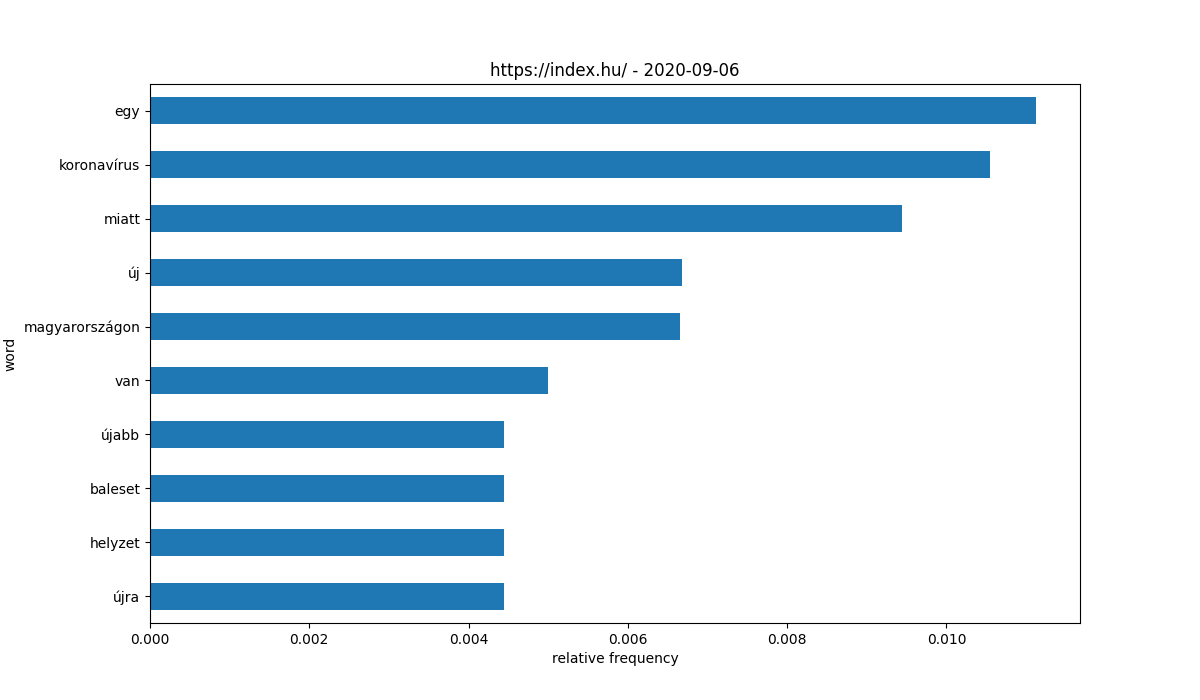 https://index.hu/ - 2020-09-06
egy
koronavírus
miatt
új
magyarországon
van
újabb
baleset
helyzet
újra
word
0.000 0.002 0.004 0.006 0.008 0.010
relative frequency